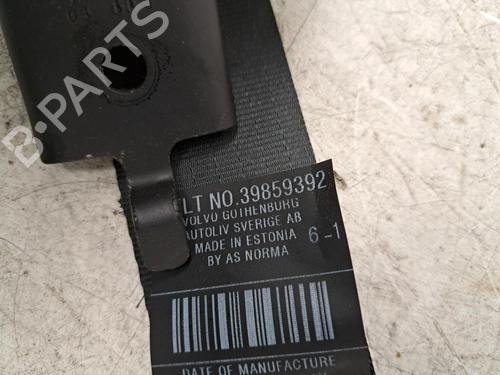 B-PARTS
LT NO.39859392
VOLVO GOTHENBURG
AUTOLIV SVERIGE AB
MADE IN ESTONIA 6-1
BY AS NORMA
DATE OF MANUFACTURE